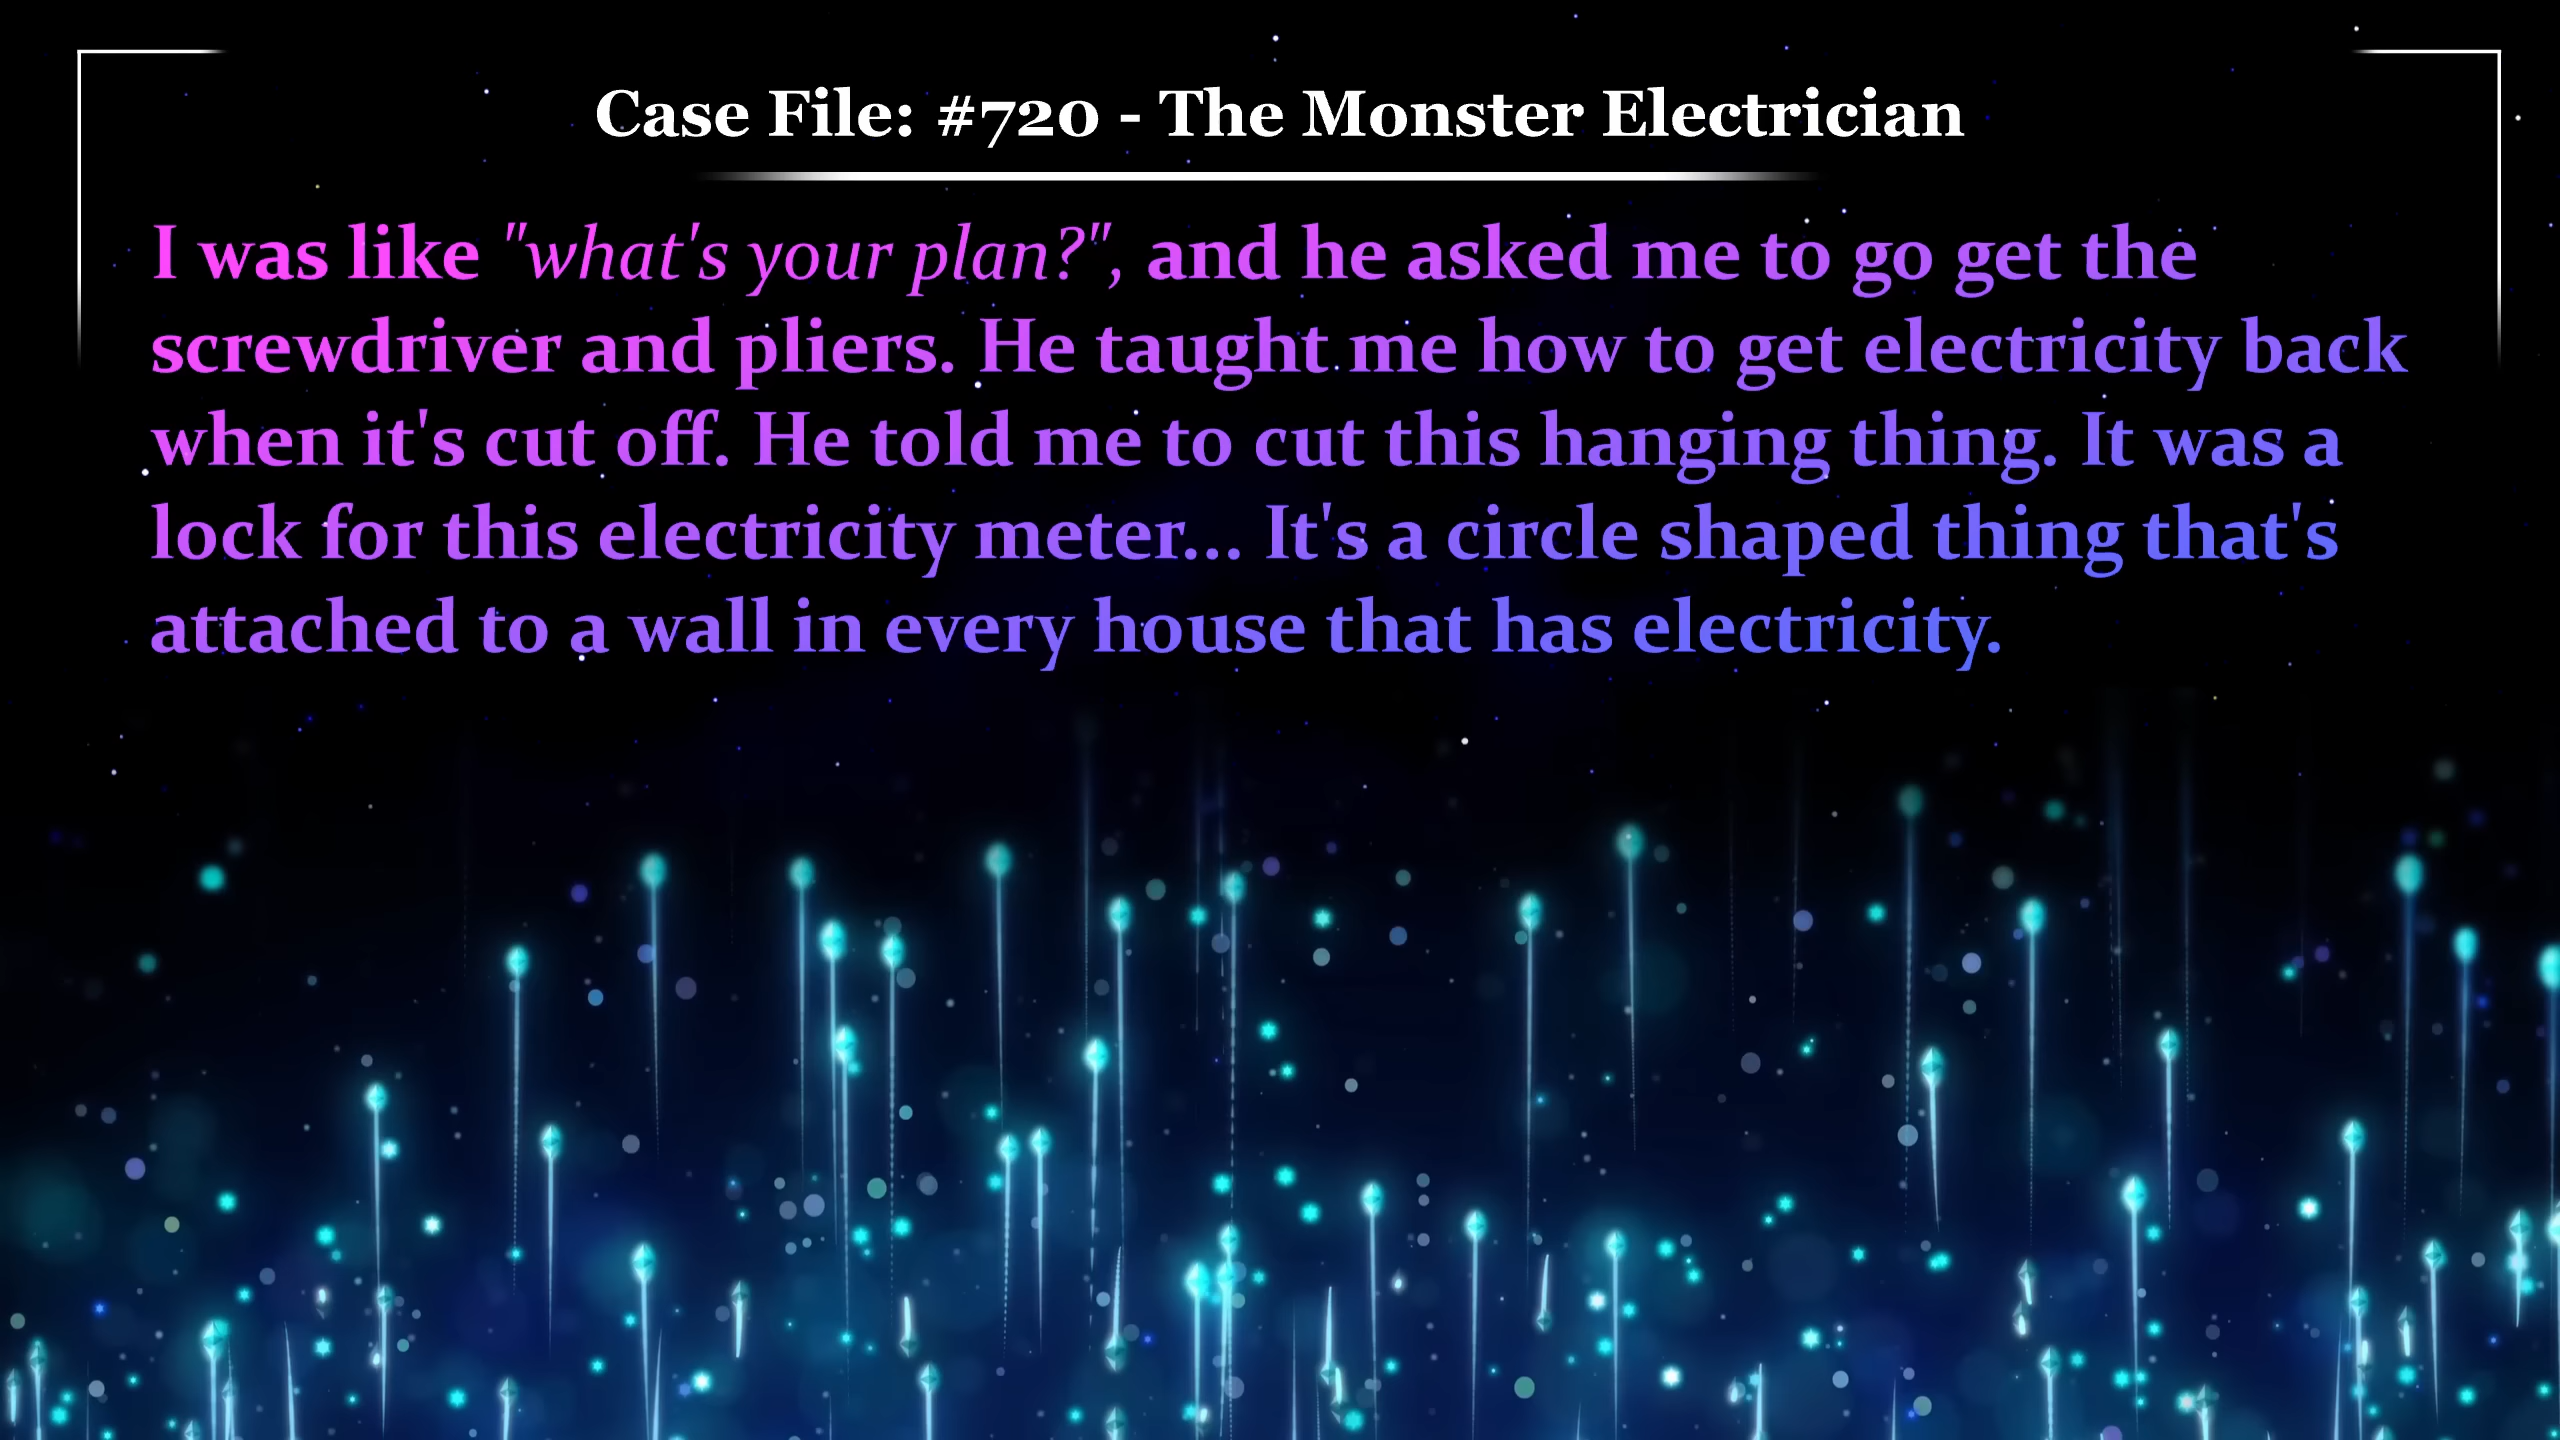 Case File: #720 - The Monster Electrician
I was like "what's your plan?", and he asked me to go get the
screwdriver and pliers. He taught me how to get electricity back
when it's cut off. He told me to cut this hanging thing. It was a
lock for this electricity meter... It's a circle shaped thing that's
attached to a wall in every house that has electricity.